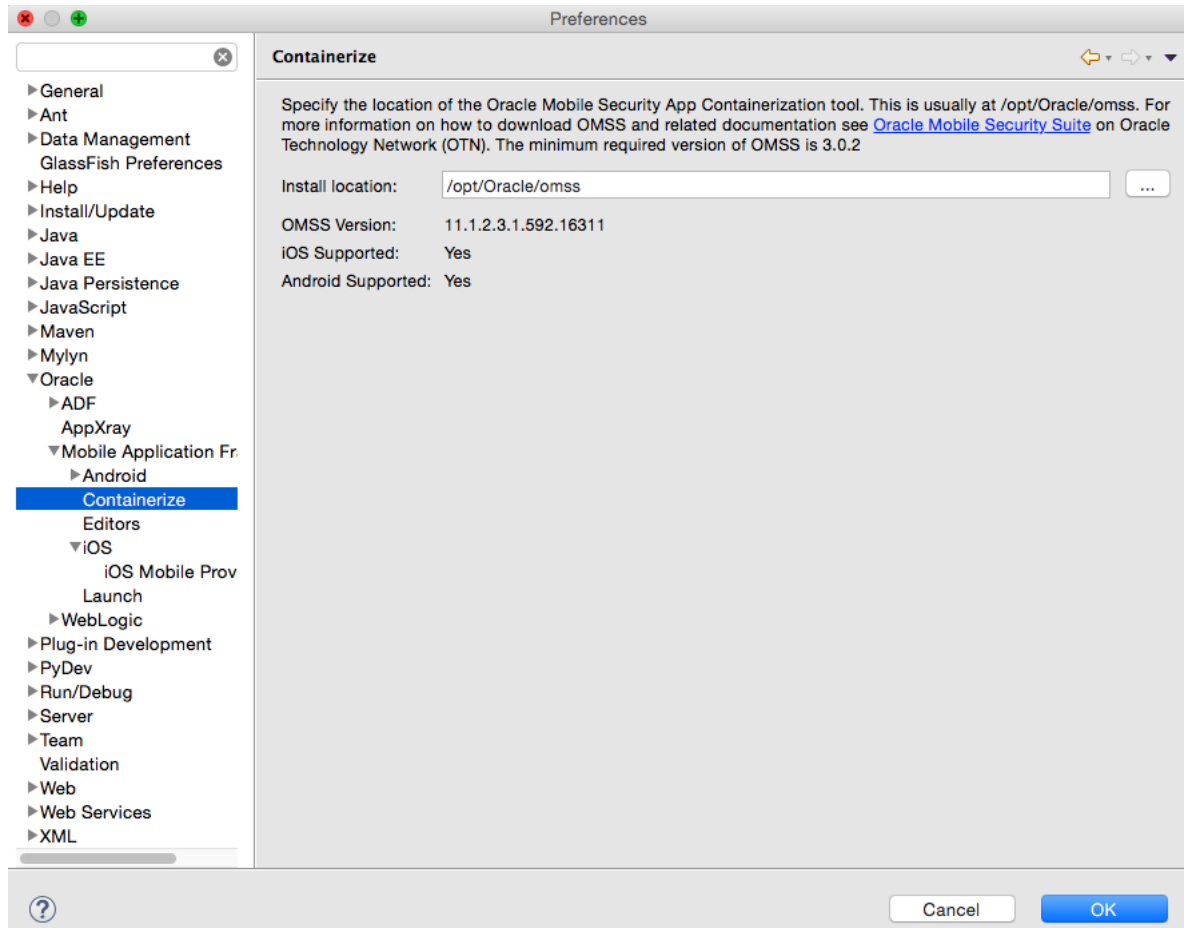 Preferences
General
Ant
Data Management
GlassFish Preferences
Help
Install/Update
Java
Java EE
Java Persistence
JavaScript
Maven
Mylyn
Oracle
ADF
AppXray
Mobile Application Fr
Android
Containerize
Editors
iOS
iOS Mobile Prov
Launch
WebLogic
Plug-in Development
PyDev
Run/Debug
Server
Team
Validation
Web
Web Services
XML
Containerize
Specify the location of the Oracle Mobile Security App Containerization tool. This is usually at /opt/Oracle/omss. For
more information on how to download OMSS and related documentation see Oracle Mobile Security Suite on Oracle
Technology Network (OTN). The minimum required version of OMSS is 3.0.2
Install location: /opt/Oracle/omss ...
OMSS Version: 11.1.2.3.1.592.16311
iOS Supported: Yes
Android Supported: Yes
? Cancel OK